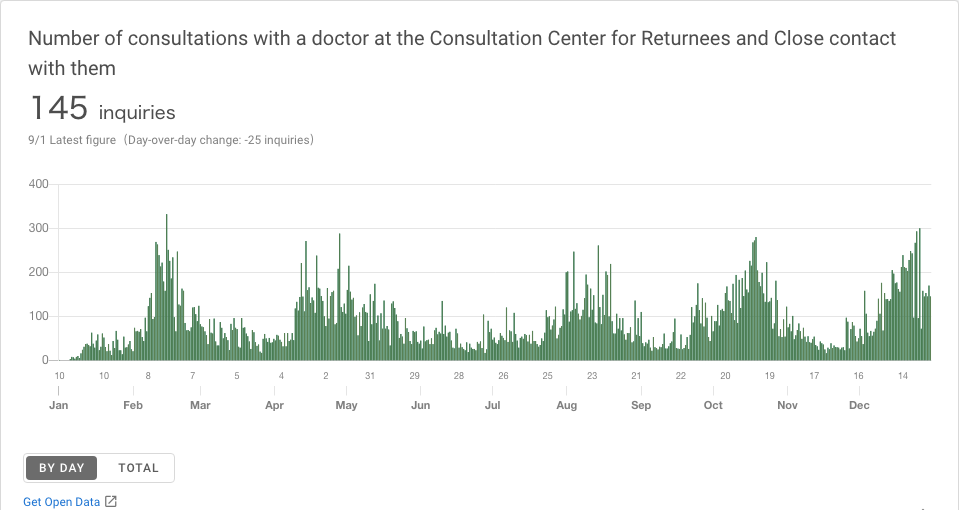 Number of consultations with a doctor at the Consultation Center for Returnees and Close contact
with them
145 inquiries
9/1 Latest figure（Day-over-day change: -25 inquiries）
400
300
200
100
0
10 10 8 7 5 4 2 31 29 28 26 25 23 21 22 20 19 17 16 14
Jan Feb Mar Apr May Jun Jul Aug Sep Oct Nov Dec
BY DAY TOTAL
Get Open Data